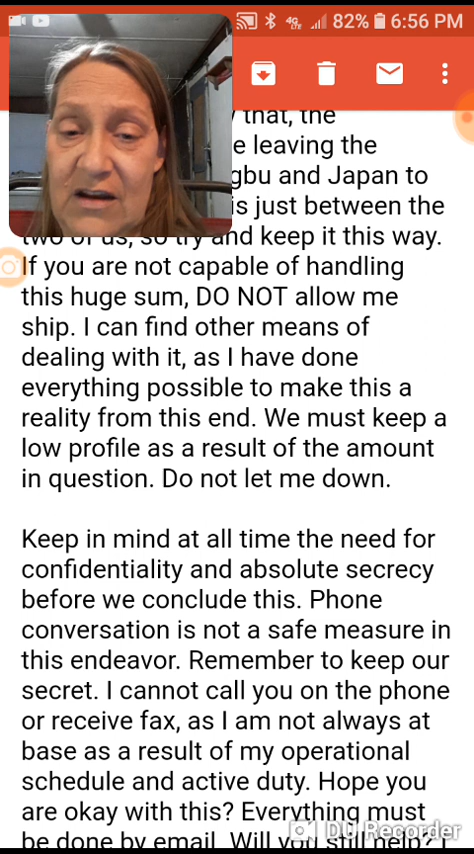 4G
82% 6:56 PM
that, the
e leaving the
gbu and Japan to
is just between the
two of us, so try and keep it this way.
If you are not capable of handling
this huge sum, DO NOT allow me
ship. I can find other means of
dealing with it, as I have done
everything possible to make this a
reality from this end. We must keep a
low profile as a result of the amount
in question. Do not let me down.
Keep in mind at all time the need for
confidentiality and absolute secrecy
before we conclude this. Phone
conversation is not a safe measure in
this endeavor. Remember to keep our
secret. I cannot call you on the phone
or receive fax, as I am not always at
base as a result of my operational
schedule and active duty. Hope you
are okay with this? Everything must
be done by email. Will you still help? I
DU Recorder